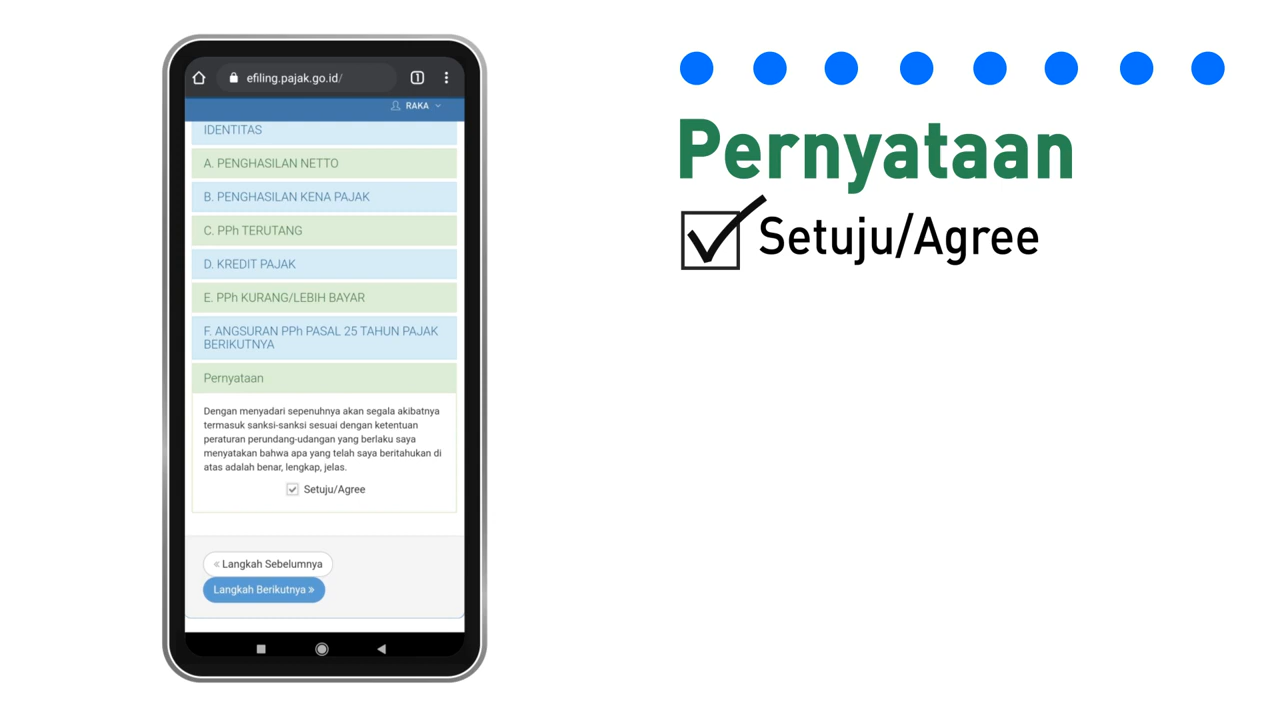 efiling.pajak.go.id/
1
RAKA
IDENTITAS
A. PENGHASILAN NETTO
B. PENGHASILAN KENA PAJAK
C. PPh TERUTANG
D. KREDIT PAJAK
E. PPh KURANG/LEBIH BAYAR
F. ANGSURAN PPh PASAL 25 TAHUN PAJAK
BERIKUTNYA
Pernyataan
Dengan menyadari sepenuhnya akan segala akibatnya
termasuk sanksi-sanksi sesuai dengan ketentuan
peraturan perundang-udangan yang berlaku saya
menyatakan bahwa apa yang telah saya beritahukan di
atas adalah benar, lengkap, jelas.
Setuju/Agree
« Langkah Sebelumnya
Langkah Berikutnya »
Pernyataan
Setuju/Agree